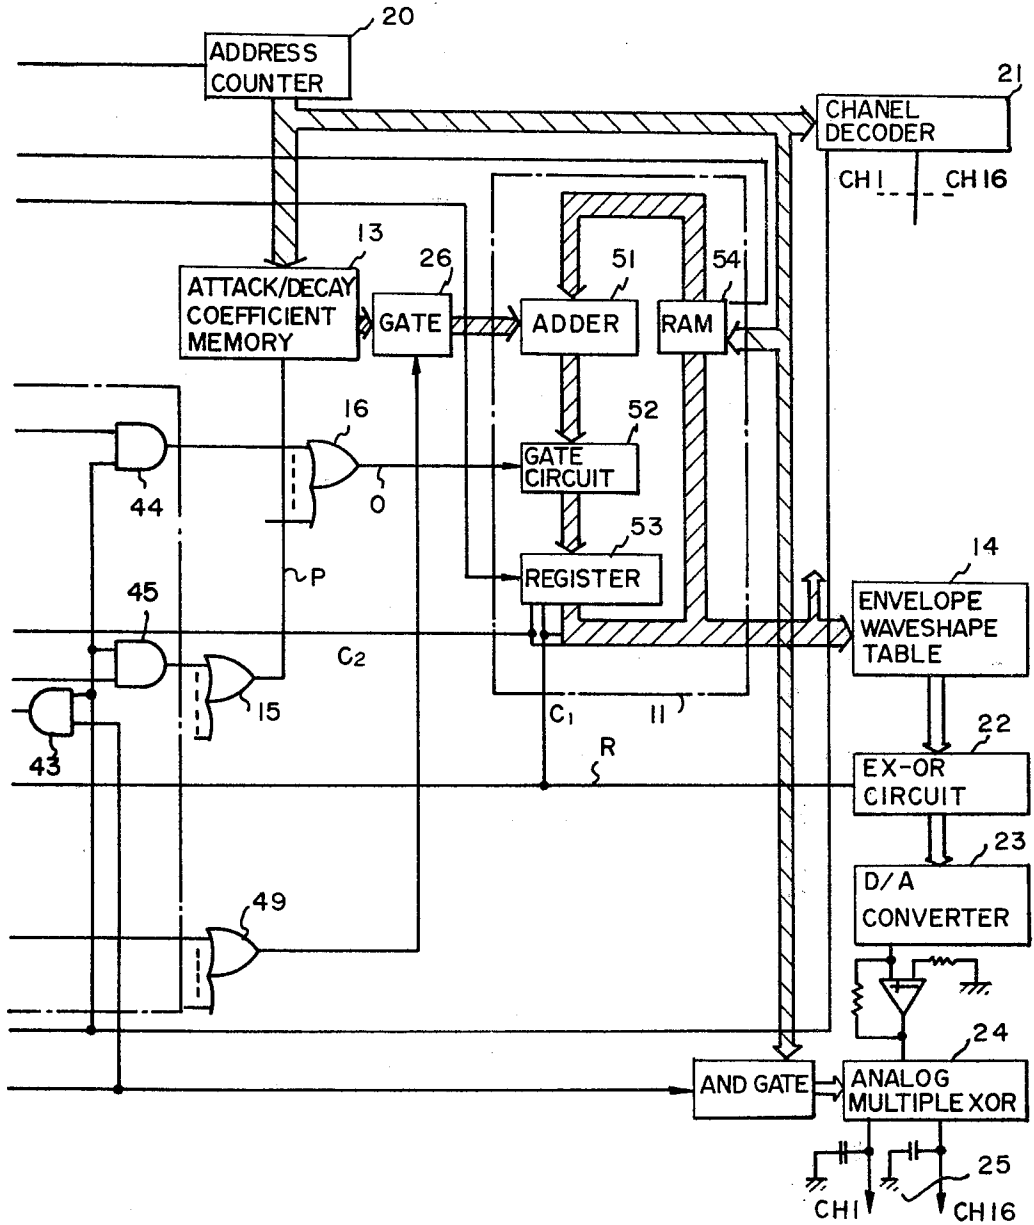 20
ADDRESS
COUNTER
21
CHANEL
DECODER
CH1
CH16
13
ATTACK/DECAY
COEFFICIENT
MEMORY
26
GATE
51
ADDER
54
RAM
16
44
O
52
GATE
CIRCUIT
53
REGISTER
P
45
15
43
C2
C1
11
R
14
ENVELOPE
WAVESHAPE
TABLE
22
EX-OR
CIRCUIT
23
D/A
CONVERTER
49
24
AND GATE
ANALOG
MULTIPLEXOR
25
CH1
CH16